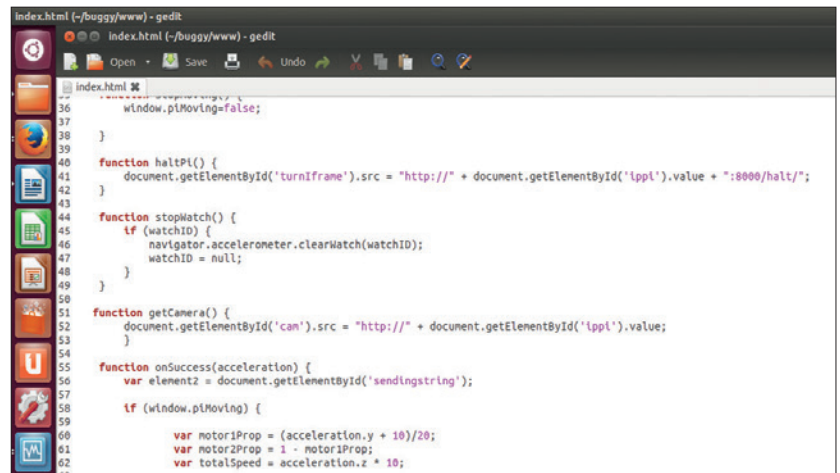 index.html (~/buggy/www) - gedit
index.html (~/buggy/www) - gedit
Open Save Undo
index.html
36 window.piMoving=false;
37
38 }
39
40 function haltPi() {
41 document.getElementById('turnIframe').src = "http://" + document.getElementById('ippi').value + ":8000/halt/";
42 }
43
44 function stopWatch() {
45 if (watchID) {
46 navigator.accelerometer.clearWatch(watchID);
47 watchID = null;
48 }
49 }
50
51 function getCamera() {
52 document.getElementById('cam').src = "http://" + document.getElementById('ippi').value;
53 }
54
55 function onSuccess(acceleration) {
56 var element2 = document.getElementById('sendingstring');
57
58 if (window.piMoving) {
59
60 var motor1Prop = (acceleration.y + 10)/20;
61 var motor2Prop = 1 - motor1Prop;
62 var totalSpeed = acceleration.z * 10;